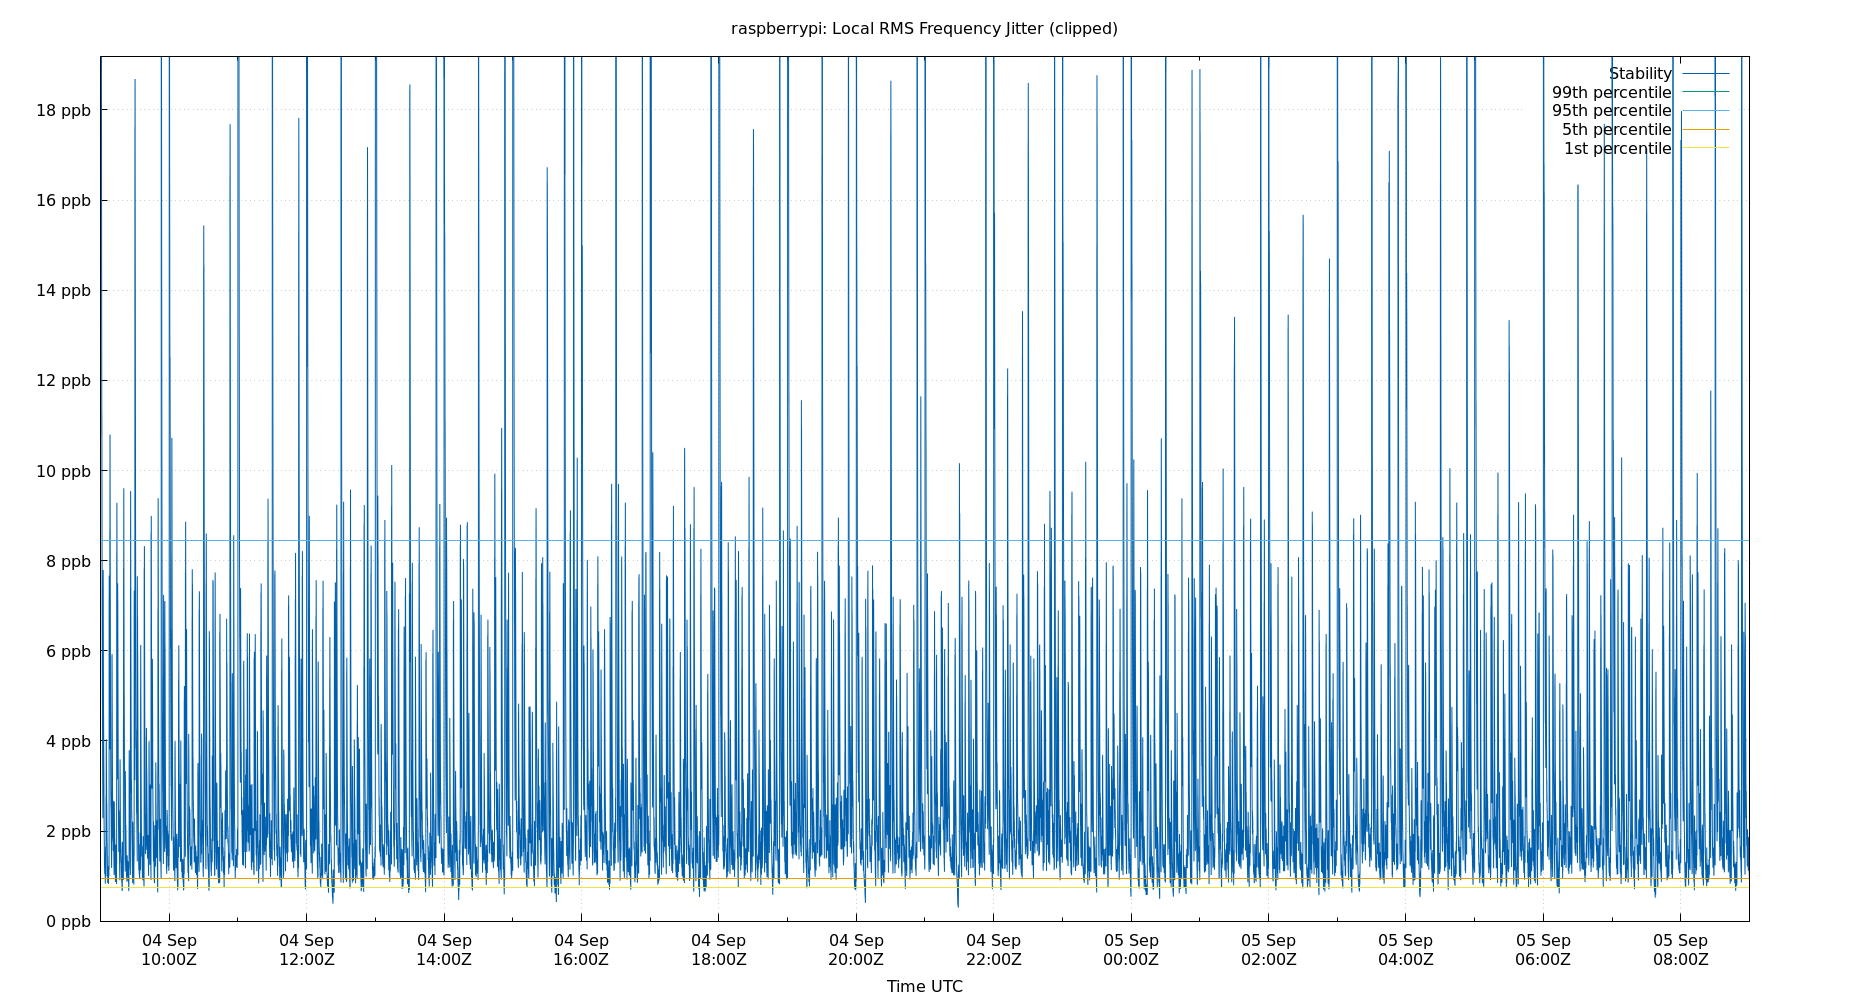 raspberrypi: Local RMS Frequency Jitter (clipped)
Stability
99th percentile
95th percentile
5th percentile
1st percentile
18 ppb
16 ppb
14 ppb
12 ppb
10 ppb
8 ppb
6 ppb
4 ppb
2 ppb
0 ppb
04 Sep 04 Sep 04 Sep 04 Sep 04 Sep 04 Sep 04 Sep 05 Sep 05 Sep 05 Sep 05 Sep 05 Sep
10:00Z 12:00Z 14:00Z 16:00Z 18:00Z 20:00Z 22:00Z 00:00Z 02:00Z 04:00Z 06:00Z 08:00Z
Time UTC